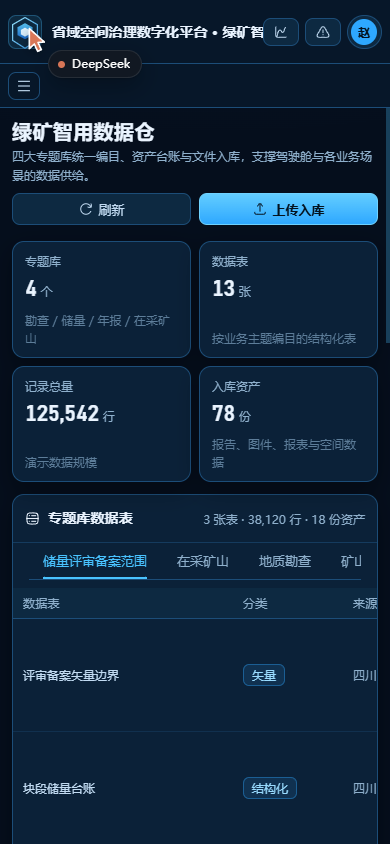 省域空间治理数字化平台 • 绿矿智
赵
DeepSeek
绿矿智用数据仓
四大专题库统一编目、资产台账与文件入库，支撑驾驶舱与各业务场
景的数据供给。
刷新
上传入库
专题库
4 个
勘查 / 储量 / 年报 / 在采矿
山
数据表
13 张
按业务主题编目的结构化表
记录总量
125,542 行
演示数据规模
入库资产
78 份
报告、图件、报表与空间数
据
专题库数据表
3 张表 · 38,120 行 · 18 份资产
储量评审备案范围
在采矿山
地质勘查
矿山
数据表
分类
来源
评审备案矢量边界
矢量
四川
块段储量台账
结构化
四川